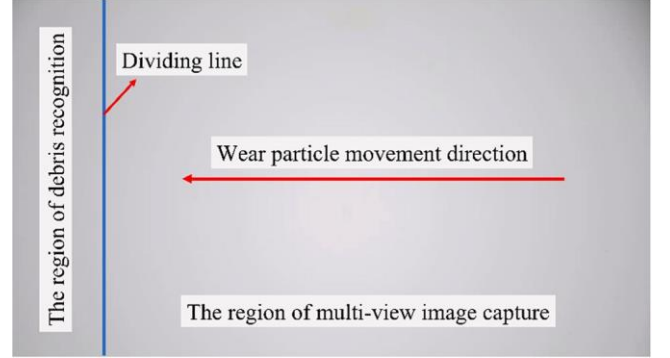 The region of debris recognition
Dividing line
Wear particle movement direction
The region of multi-view image capture